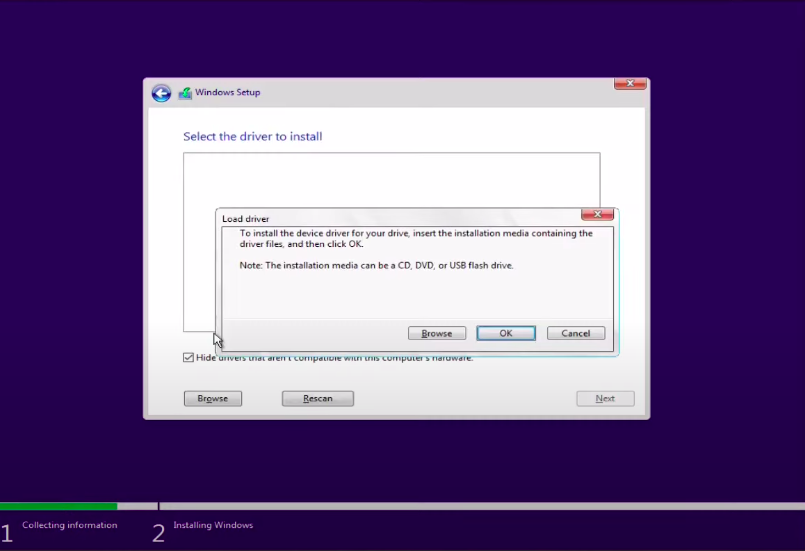 Windows Setup
Select the driver to install
Load driver
To install the device driver for your drive, insert the installation media containing the
driver files, and then click OK.
Note: The installation media can be a CD, DVD, or USB flash drive.
Browse
OK
Cancel
Hide drivers that aren't compatible with this computer's hardware.
Browse
Rescan
Next
1 Collecting information
2 Installing Windows